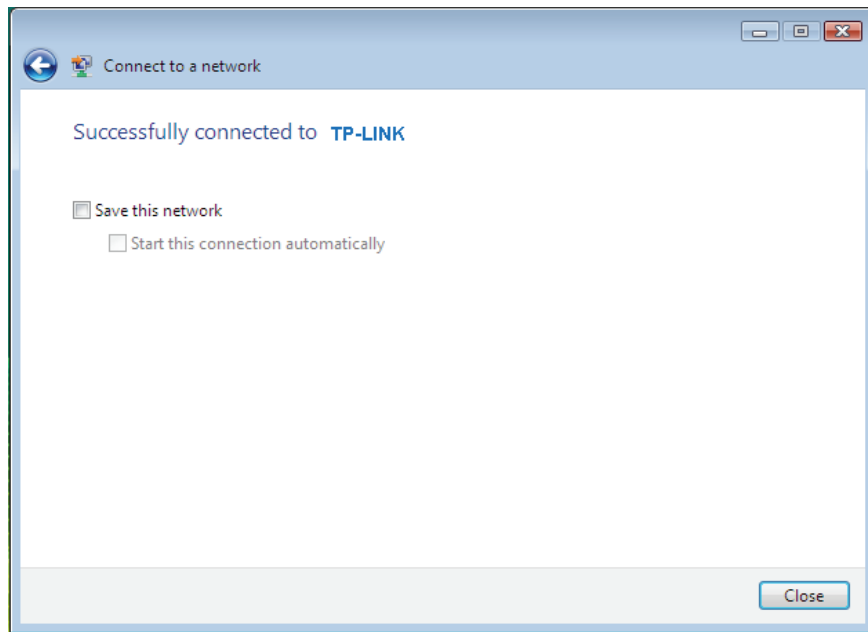 Connect to a network
Successfully connected to TP-LINK
Save this network
Start this connection automatically
Close